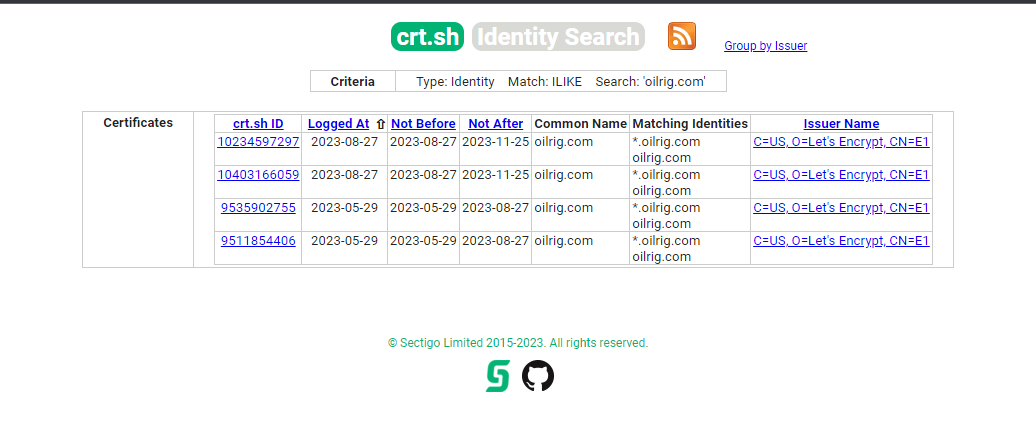 crt.sh Identity Search Group by Issuer
Criteria Type: Identity Match: ILIKE Search: 'oilrig.com'
Certificates crt.sh ID Logged At ⇧ Not Before Not After Common Name Matching Identities Issuer Name
10234597297 2023-08-27 2023-08-27 2023-11-25 oilrig.com *.oilrig.com C=US, O=Let's Encrypt, CN=E1
oilrig.com
10403166059 2023-08-27 2023-08-27 2023-11-25 oilrig.com *.oilrig.com C=US, O=Let's Encrypt, CN=E1
oilrig.com
9535902755 2023-05-29 2023-05-29 2023-08-27 oilrig.com *.oilrig.com C=US, O=Let's Encrypt, CN=E1
oilrig.com
9511854406 2023-05-29 2023-05-29 2023-08-27 oilrig.com *.oilrig.com C=US, O=Let's Encrypt, CN=E1
oilrig.com
© Sectigo Limited 2015-2023. All rights reserved.